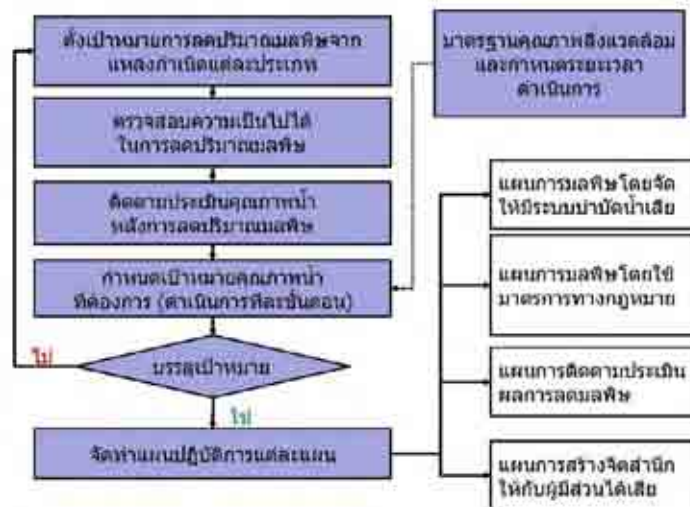 ตั้งเป้าหมายการลดปริมาณมลพิษจาก
แหล่งกำเนิดแต่ละประเภท
มาตรฐานคุณภาพสิ่งแวดล้อม
และกำหนดระยะเวลา
ดำเนินการ
ตรวจสอบความเป็นไปได้
ในการลดปริมาณมลพิษ
ติดตามประเมินคุณภาพน้ำ
หลังการลดปริมาณมลพิษ
กำหนดเป้าหมายคุณภาพน้ำ
ที่ต้องการ (ดำเนินการทีละขั้นตอน)
ไม่
บรรลุเป้าหมาย
จัดทำแผนปฏิบัติการแต่ละแผน
แผนการมลพิษโดยจัด
ให้มีระบบบำบัดน้ำเสีย
แผนการมลพิษโดยใช้
มาตรการทางกฎหมาย
แผนการติดตามประเมิน
ผลการลดมลพิษ
แผนการสร้างจิตสำนึก
ให้กับผู้มีส่วนได้เสีย